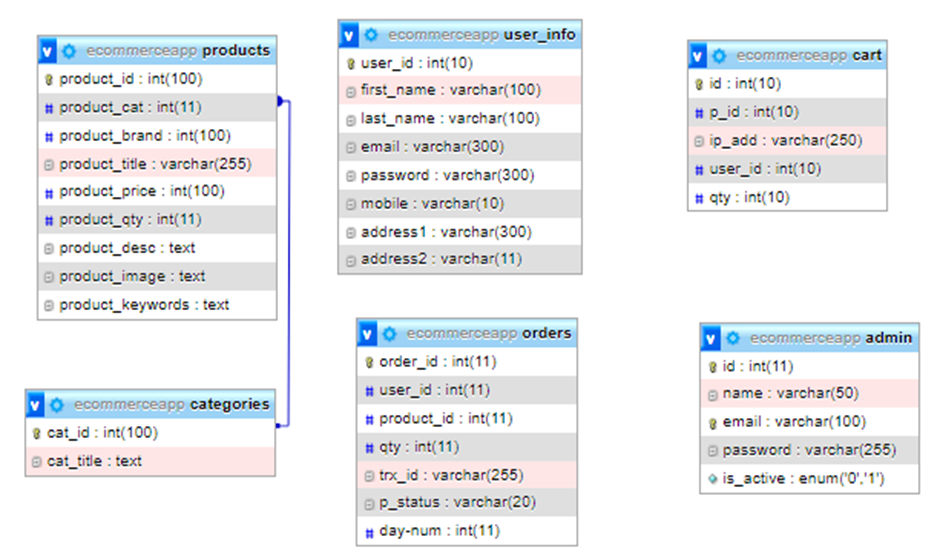 v ecommerceapp products
product_id : int(100)
product_cat : int(11)
product_brand : int(100)
product_title : varchar(255)
product_price : int(100)
product_qty : int(11)
product_desc : text
product_image : text
product_keywords : text
v ecommerceapp categories
cat_id : int(100)
cat_title : text
v ecommerceapp user_info
user_id : int(10)
first_name : varchar(100)
last_name : varchar(100)
email : varchar(300)
password : varchar(300)
mobile : varchar(10)
address1 : varchar(300)
address2 : varchar(11)
v ecommerceapp orders
order_id : int(11)
# user_id : int(11)
# product_id : int(11)
# qty : int(11)
trx_id : varchar(255)
p_status : varchar(20)
# day-num : int(11)
v ecommerceapp cart
id : int(10)
# p_id : int(10)
ip_add : varchar(250)
# user_id : int(10)
# qty : int(10)
v ecommerceapp admin
id : int(11)
name : varchar(50)
email : varchar(100)
password : varchar(255)
is_active : enum('0','1')